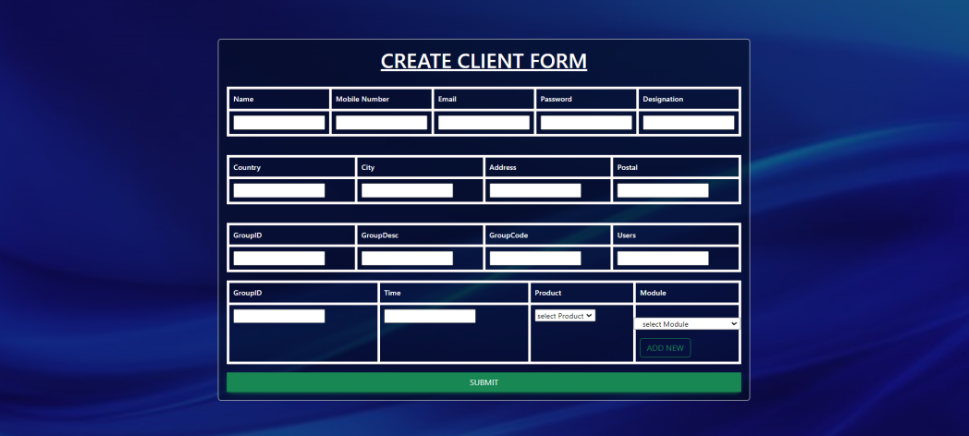 CREATE CLIENT FORM
Name Mobile Number Email Password Designation
Country City Address Postal
GroupID GroupDesc GroupCode Users
GroupID Time Product Module
select Product select Module
ADD NEW
SUBMIT